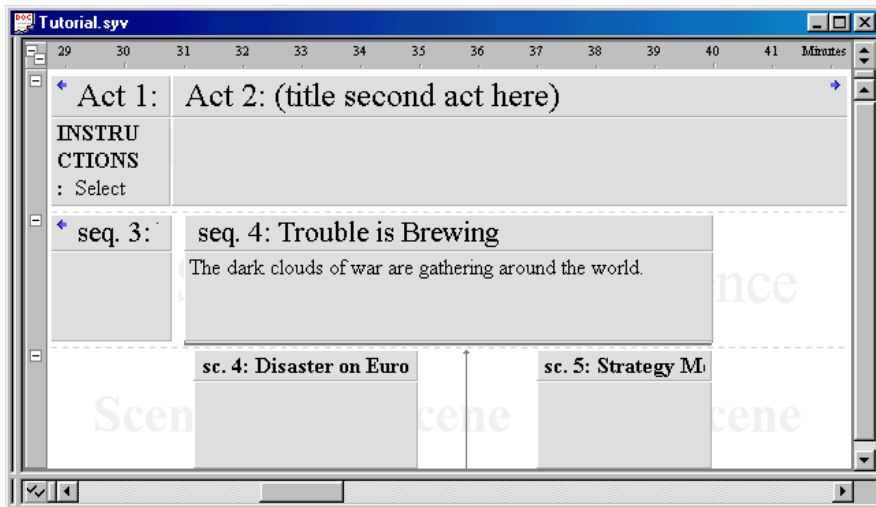 Tutorial.syv
29 30 31 32 33 34 35 36 37 38 39 40 41 Minutes
Act 1: Act 2: (title second act here)
INSTRU
CTIONS
: Select
seq. 3: seq. 4: Trouble is Brewing
The dark clouds of war are gathering around the world.
sc. 4: Disaster on Euro sc. 5: Strategy M